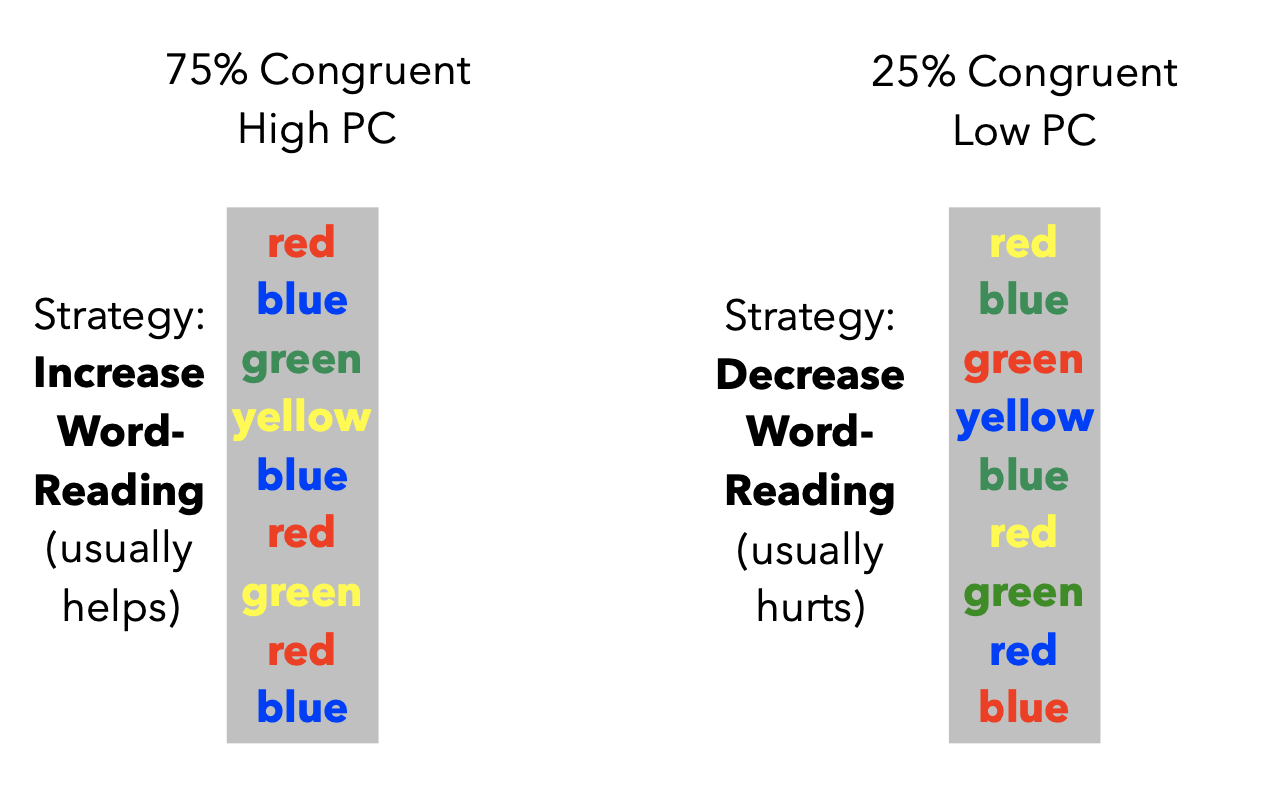 75% Congruent
High PC
Strategy:
Increase
Word-
Reading
(usually
helps)
red
blue
green
yellow
blue
red
green
red
blue
25% Congruent
Low PC
Strategy:
Decrease
Word-
Reading
(usually
hurts)
red
blue
green
yellow
blue
red
green
red
blue